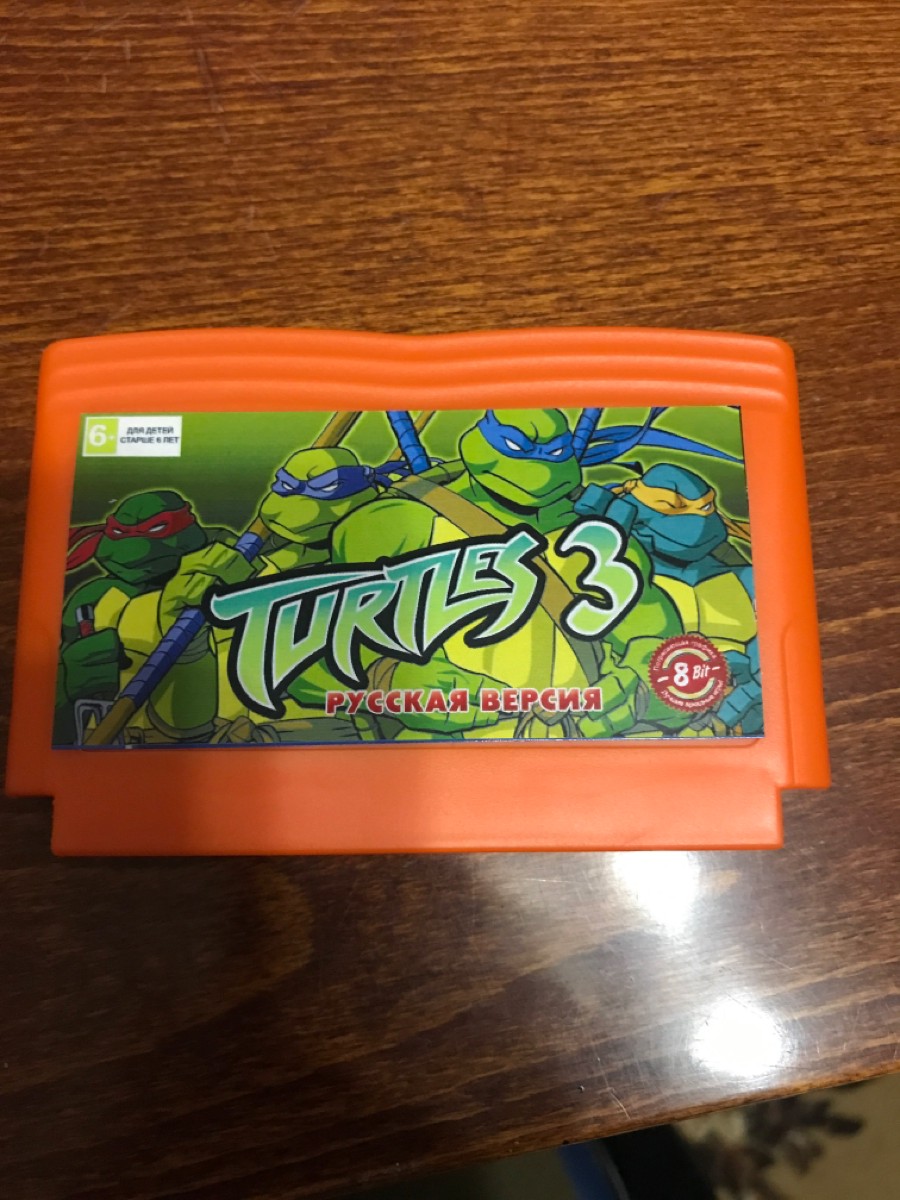 6+
ДЛЯ ДЕТЕЙ
СТАРШЕ 6 ЛЕТ
TURTLES 3
РУССКАЯ ВЕРСИЯ
8 Bit